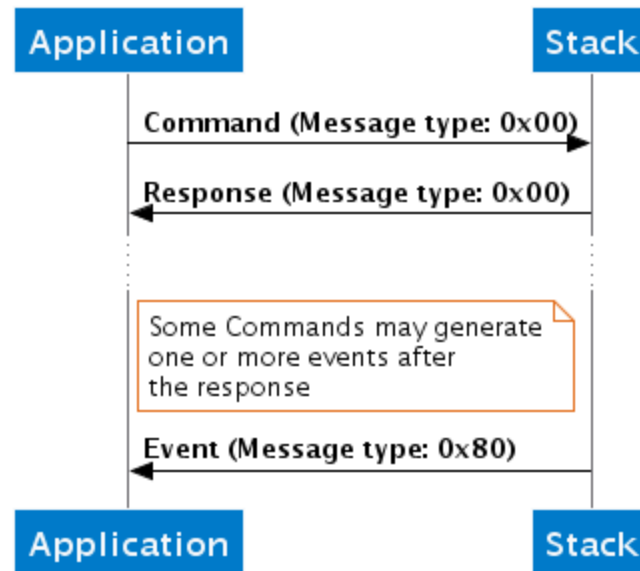 Application Stack
Command (Message type: 0x00)
Response (Message type: 0x00)
Some Commands may generate
one or more events after
the response
Event (Message type: 0x80)
Application Stack